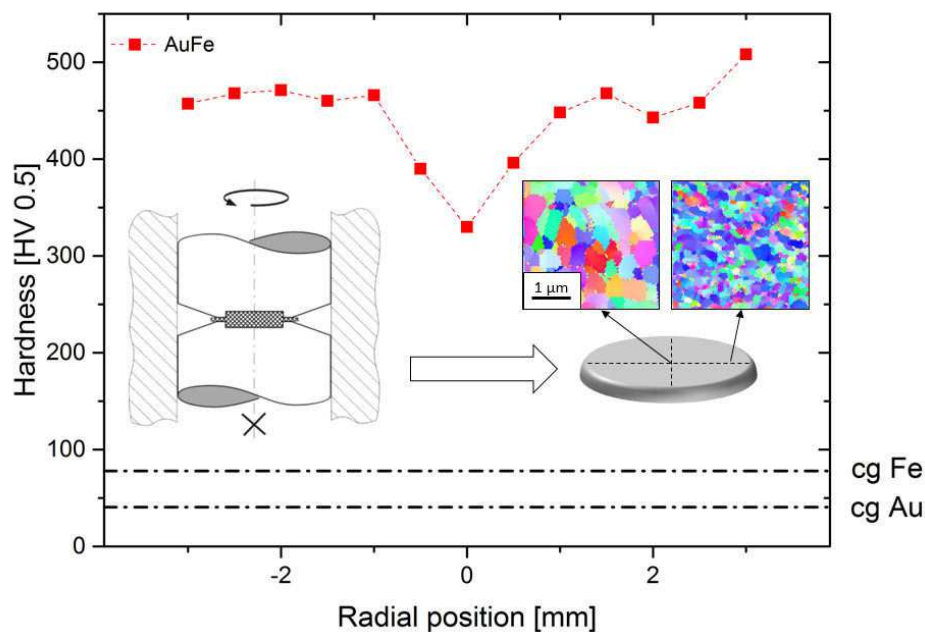 AuFe
500
400
300
200
100
0
Hardness [HV 0.5]
1 µm
cg Fe
cg Au
-2
0
2
Radial position [mm]